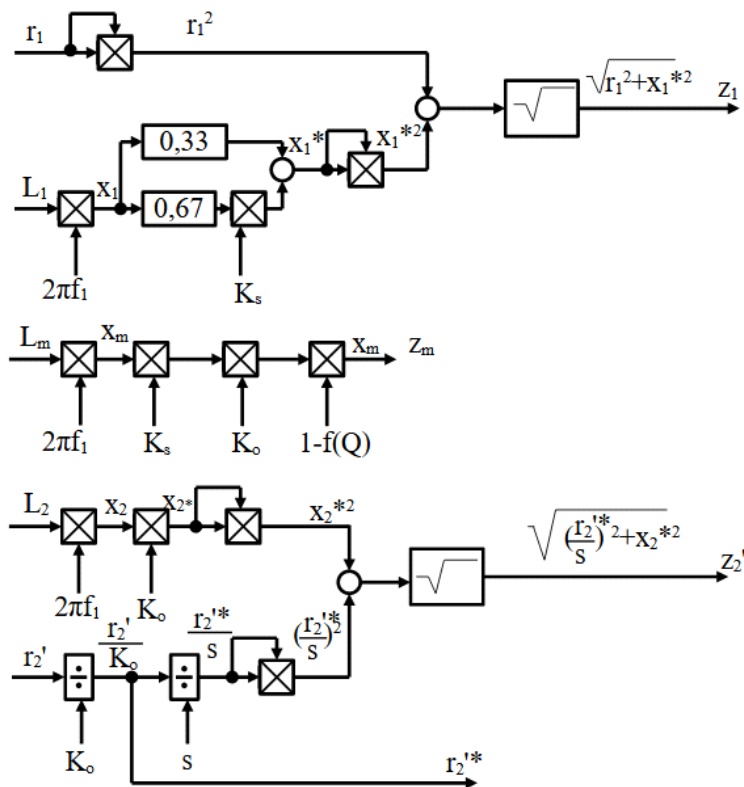 r₁
r₁²
√r₁²+x₁*²
z₁
0,33
x₁*
x₁*²
L₁
x₁
0,67
2πf₁
Kₛ
Lₘ
xₘ
xₘ
zₘ
2πf₁
Kₛ
Kₒ
1-f(Q)
L₂
x₂
x₂*
x₂*²
√(r₂'/s)*²+x₂*²
z₂'
2πf₁
Kₒ
r₂'
r₂'/Kₒ
r₂'*/s
(r₂'*/s)²
÷
÷
Kₒ
s
r₂'*